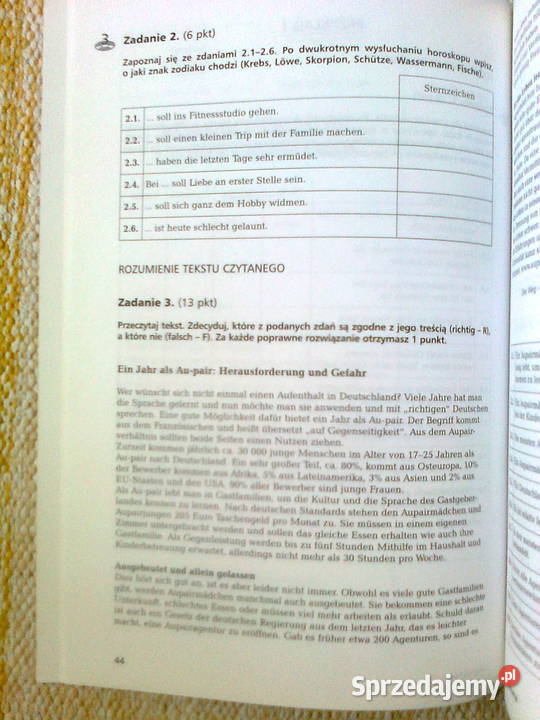 Zadanie 2. (6 pkt)
Zapoznaj się ze zdaniami 2.1–2.6. Po dwukrotnym wysłuchaniu horoskopu wpisz,
o jaki znak zodiaku chodzi (Krebs, Löwe, Skorpion, Schütze, Wassermann, Fische).
Sternzeichen
2.1. ... soll ins Fitnessstudio gehen.
2.2. ... soll einen kleinen Trip mit der Familie machen.
2.3. ... haben die letzten Tage sehr ermüdet.
2.4. Bei ... soll Liebe an erster Stelle sein.
2.5. ... soll sich ganz dem Hobby widmen.
2.6. ... ist heute schlecht gelaunt.
ROZUMIENIE TEKSTU CZYTANEGO
Zadanie 3. (13 pkt)
Przeczytaj tekst. Zdecyduj, które z podanych zdań są zgodne z jego treścią (richtig – R),
a które nie (falsch – F). Za każde poprawne rozwiązanie otrzymasz 1 punkt.
Ein Jahr als Au-pair: Herausforderung und Gefahr
Wer wünscht sich nicht einmal einen Aufenthalt in Deutschland? Viele Jahre hat man
die Sprache gelernt und nun möchte man sie anwenden und mit „richtigen" Deutschen
sprechen. Eine gute Möglichkeit dafür bietet ein Jahr als Au-pair. Der Begriff kommt
aus dem Französischen und heißt übersetzt „auf Gegenseitigkeit". Aus dem Aupair-
verhältnis sollten beide Seiten einen Nutzen ziehen.
Zurzeit kommen jährlich ca. 30 000 junge Menschen im Alter von 17–25 Jahren als
Au-pair nach Deutschland. Ein sehr großer Teil, ca. 80%, kommt aus Osteuropa, 10%
der Bewerber kommen aus Afrika, 5% aus Lateinamerika, 3% aus Asien und 2% aus
EU-Staaten und den USA. 90% aller Bewerber sind junge Frauen.
Als Au-pair lebt man in Gastfamilien, um die Kultur und die Sprache des Gastgeber-
landes kennen zu lernen. Nach deutschen Standards stehen den Aupairmädchen und
Aupairjungen 205 Euro Taschengeld pro Monat zu. Sie müssen in einem eigenen
Zimmer untergebracht werden und sollen das gleiche Essen erhalten wie auch ihre
Gastfamilie. Als Gegenleistung werden bis zu fünf Stunden Mithilfe im Haushalt und
Kinderbetreuung erwartet, allerdings nicht mehr als 30 Stunden pro Woche.
Ausgebeutet und allein gelassen
Dies hört sich gut an, ist es aber leider nicht immer. Obwohl es viele gute Gastfamilien
gibt, werden Aupairmädchen manchmal auch ausgebeutet. Sie bekommen eine schlechte
Unterkunft, schlechtes Essen oder müssen viel mehr arbeiten als erlaubt. Schuld daran
ist auch ein Gesetz der deutschen Regierung aus dem letzten Jahr, das es leichter
macht, eine Aupairagentur zu eröffnen. Gab es früher etwa 200 Agenturen, so sind es
44
Sprzedajemy.pl